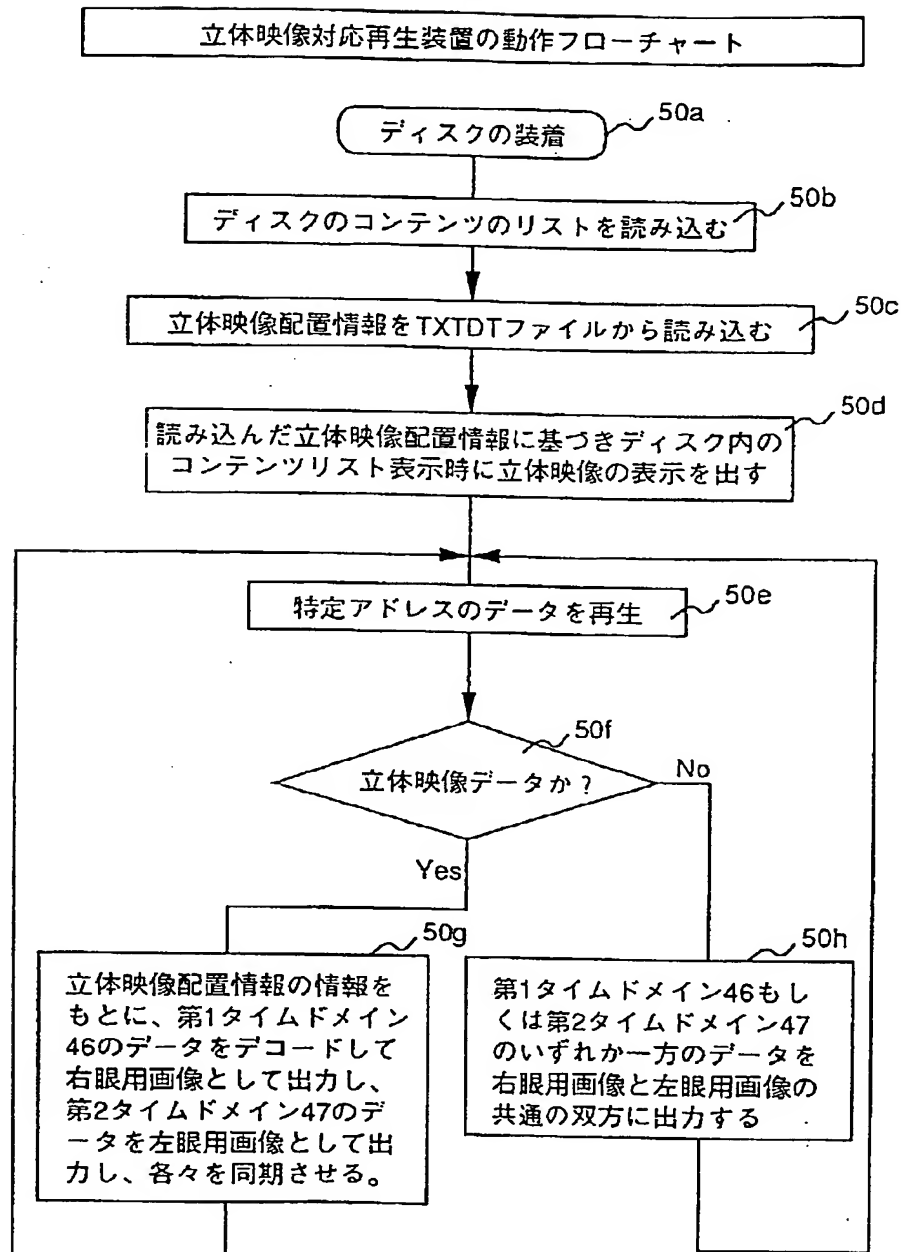 立体映像対応再生装置の動作フローチャート
ディスクの装着
50a
ディスクのコンテンツのリストを読み込む
50b
立体映像配置情報をTXTDTファイルから読み込む
50c
読み込んだ立体映像配置情報に基づきディスク内の
コンテンツリスト表示時に立体映像の表示を出す
50d
特定アドレスのデータを再生
50e
立体映像データか?
50f
No
Yes
50g
立体映像配置情報の情報を
もとに、第1タイムドメイン
46のデータをデコードして
右眼用画像として出力し、
第2タイムドメイン47のデー
タを左眼用画像として出
力し、各々を同期させる。
50h
第1タイムドメイン46もし
くは第2タイムドメイン47
のいずれか一方のデータを
右眼用画像と左眼用画像の
共通の双方に出力する